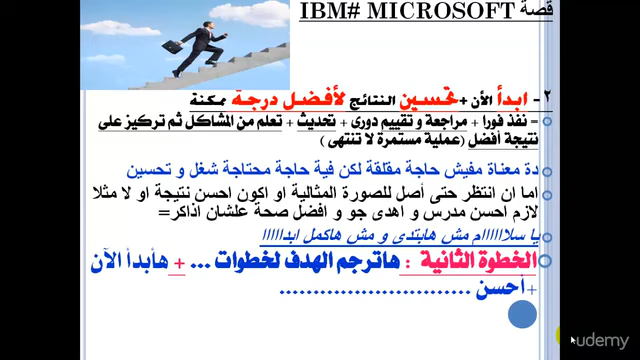 قصة IBM# MICROSOFT
٢- ابدأ الأن +تحسين النتائج لأفضل درجة ممكنة
= نفذ فورا + مراجعة و تقييم دورى + تحديث + تعلم من المشاكل ثم تركيز على
نتيجة أفضل (عملية مستمرة لا تنتهى )
دة معناة مفيش حاجة مقلقة لكن فية حاجة محتاجة شغل و تحسين
اما ان انتظر حتى أصل للصورة المثالية او اكون احسن نتيجة او لا مثلا
لازم احسن مدرس و اهدى جو و افضل صحة علشان اذاكر=
يا سلاااااام مش هابتدى و مش هاكمل ابدااااا
الخطوة الثانية : هاترجم الهدف لخطوات ... + هأبدأ الآن
+أحسن ...........................
udemy